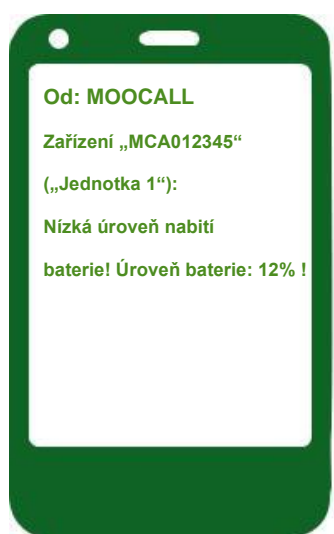 Od: MOOCALL
Zařízení „MCA012345“
(„Jednotka 1“):
Nízká úroveň nabití
baterie! Úroveň baterie: 12% !